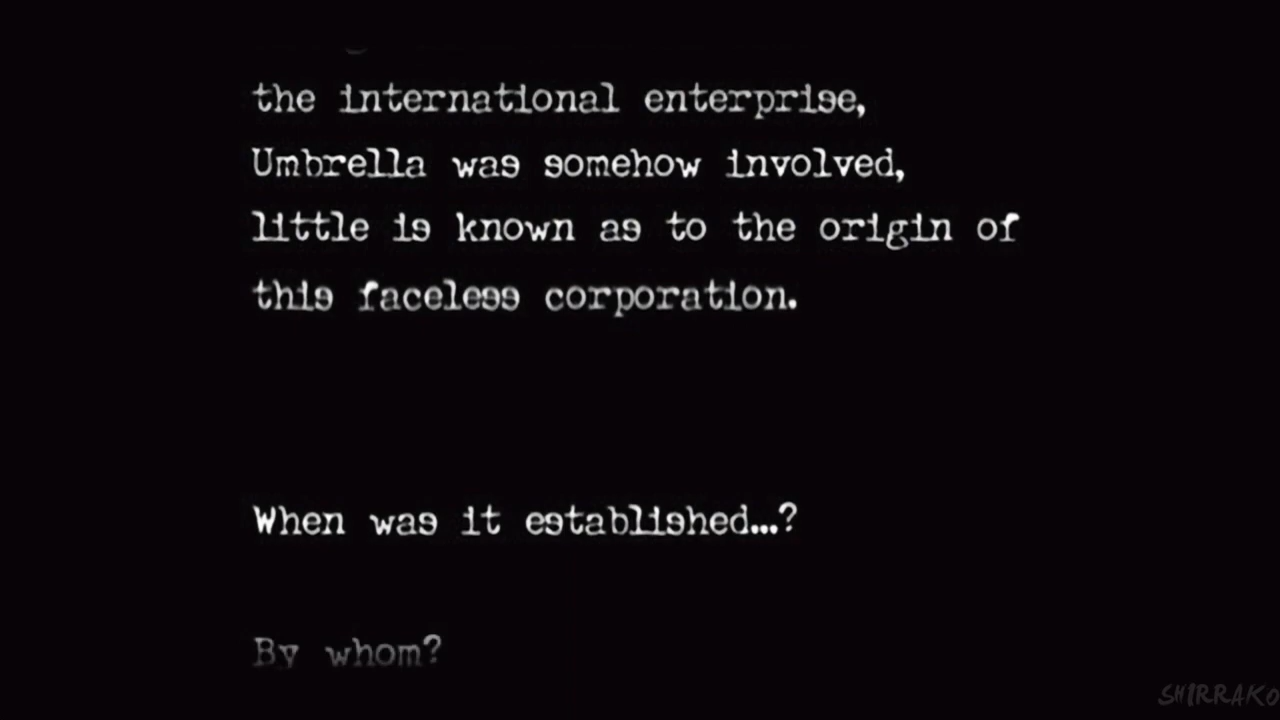 the international enterprise,
Umbrella was somehow involved,
little is known as to the origin of
this faceless corporation.
When was it established...?
By whom?
SHIRRAKO